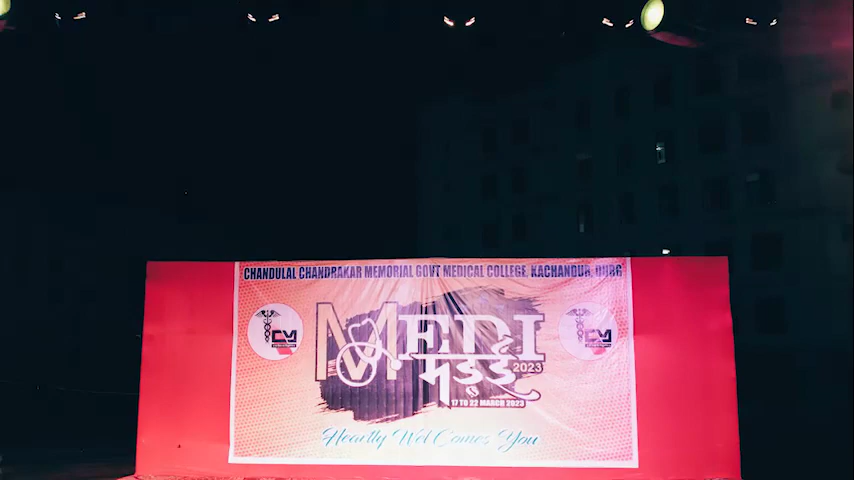 CHANDULAL CHANDRAKAR MEMORIAL GOVT MEDICAL COLLEGE, KACHANDUR, DURG
MEDI
मड़ई 2023
17 TO 22 MARCH 2023
Heartly Wel Comes You